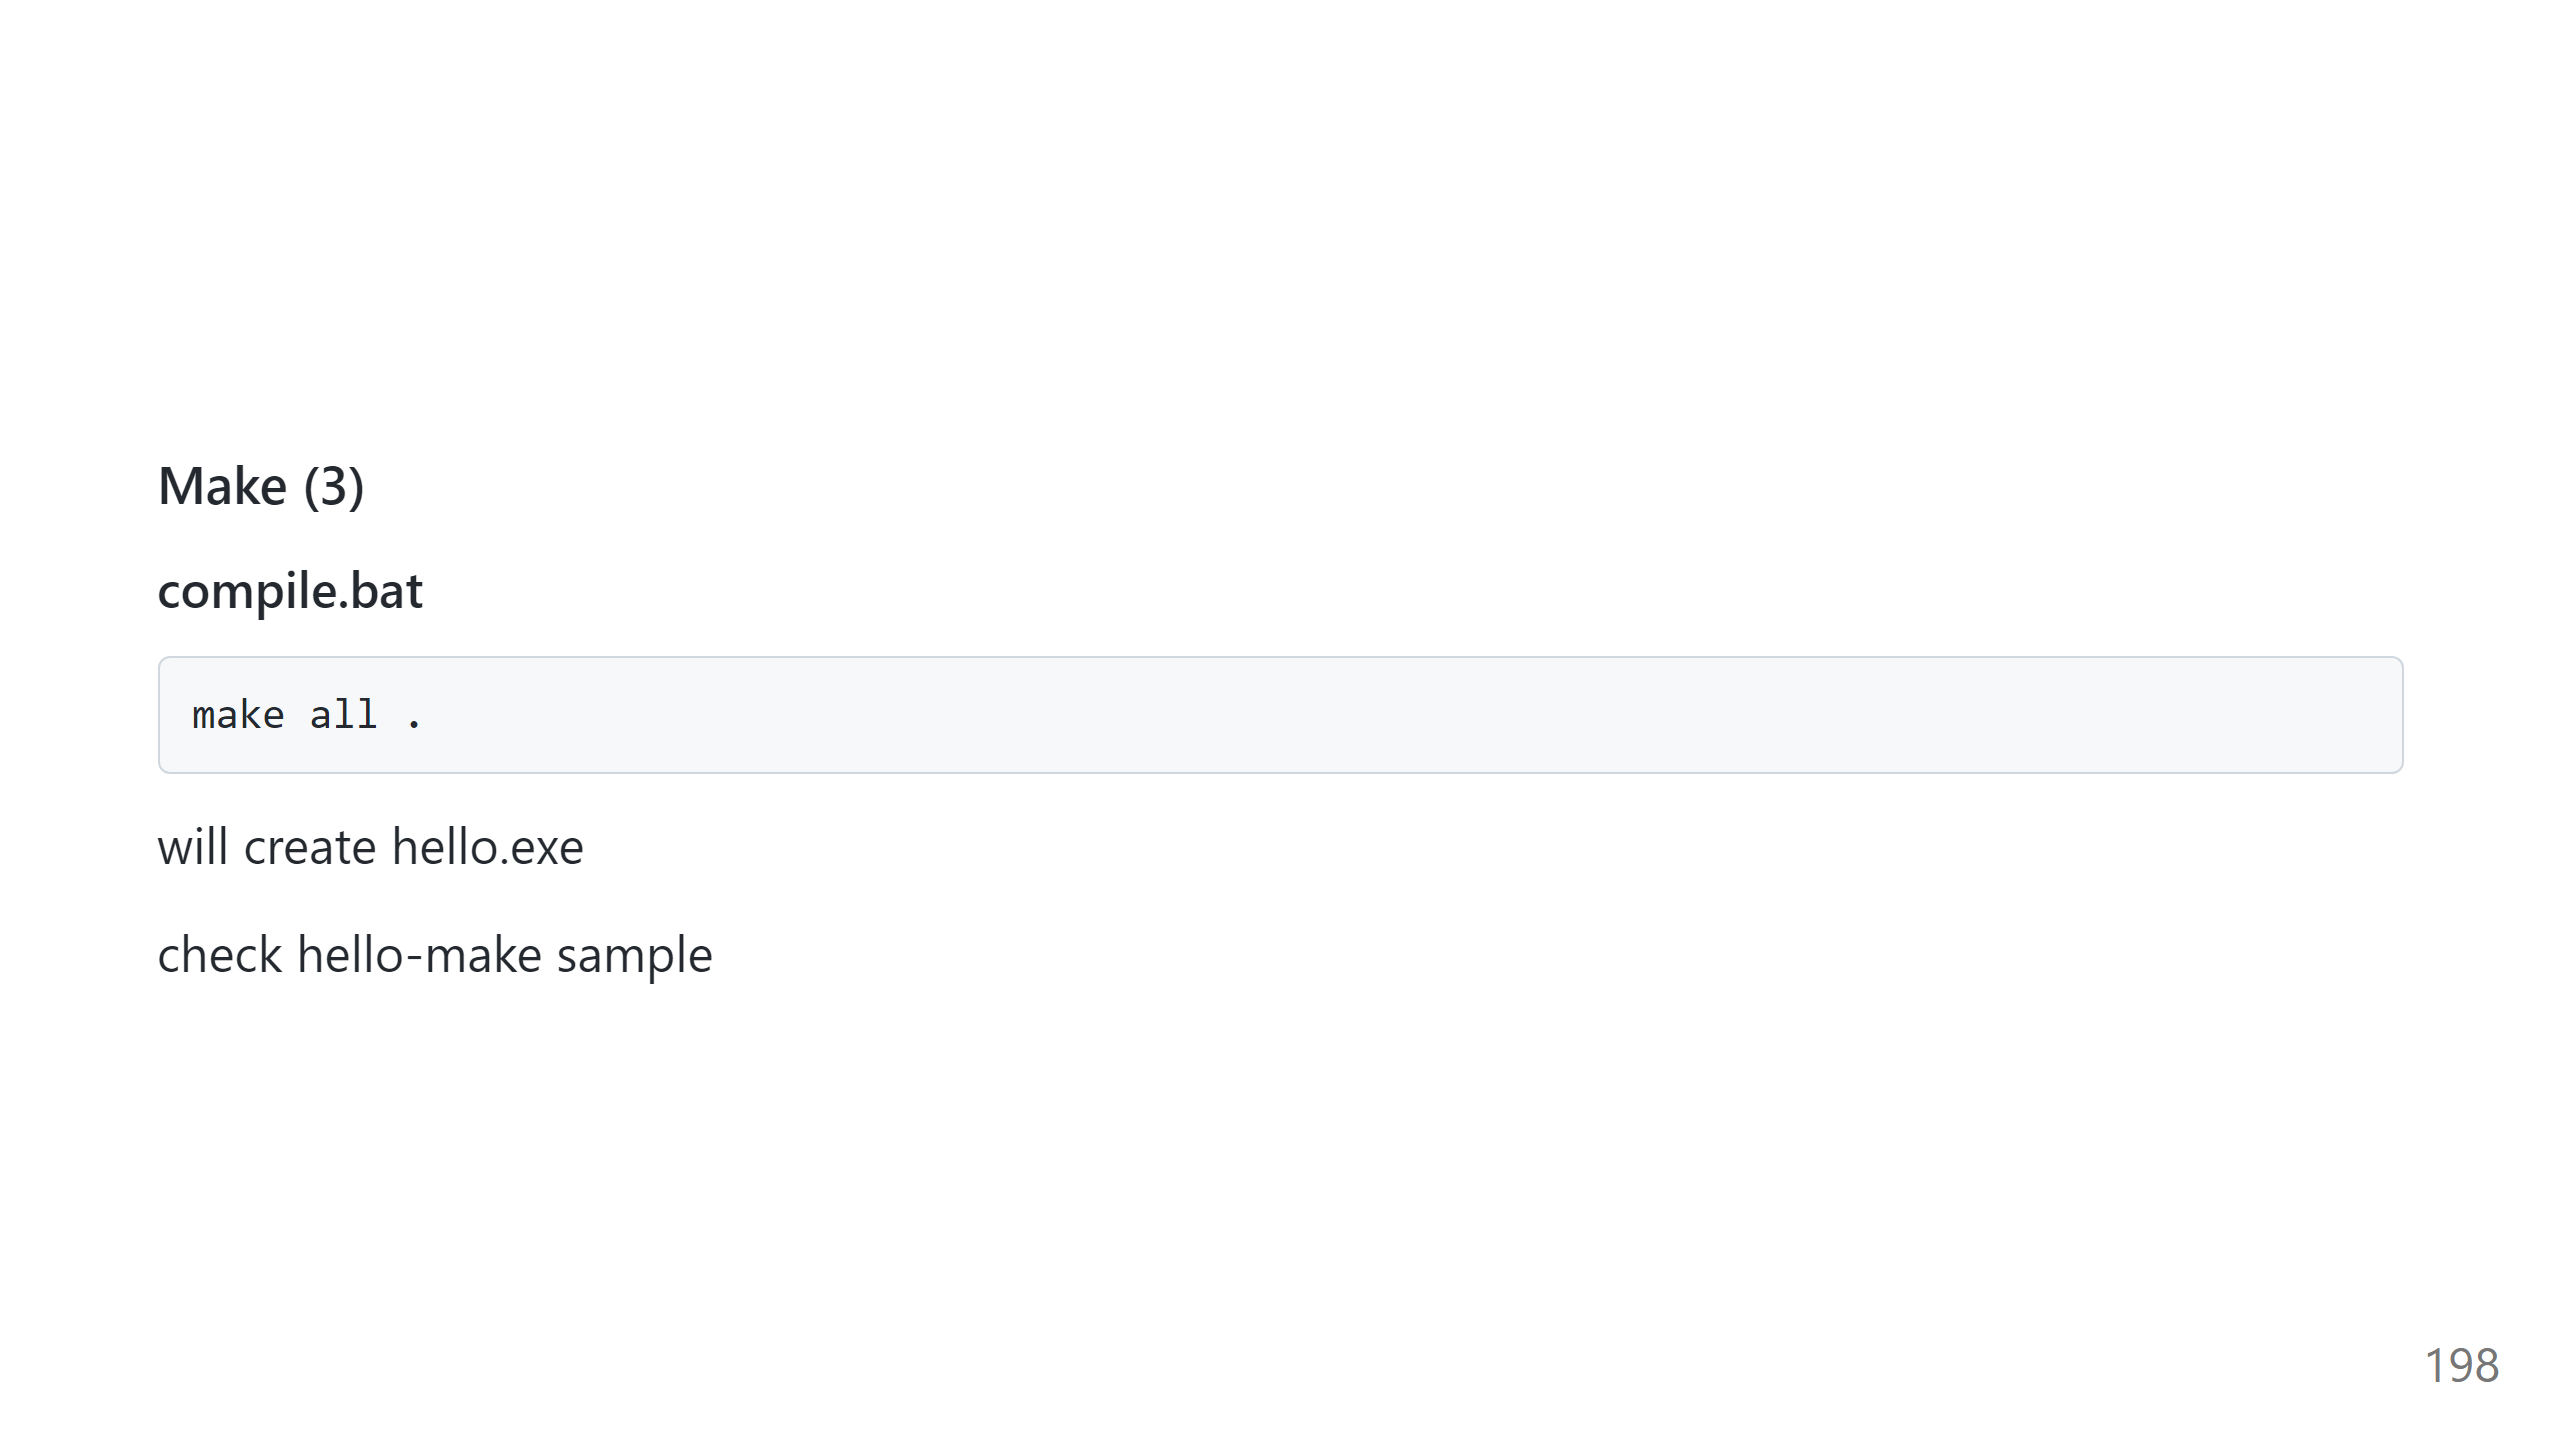 Make (3)
compile.bat
make all .
will create hello.exe
check hello-make sample
198